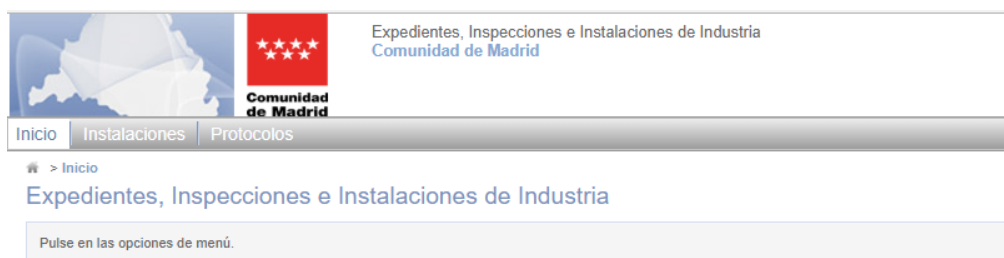 Expedientes, Inspecciones e Instalaciones de Industria
Comunidad de Madrid
Comunidad
de Madrid
Inicio Instalaciones Protocolos
> Inicio
Expedientes, Inspecciones e Instalaciones de Industria
Pulse en las opciones de menú.